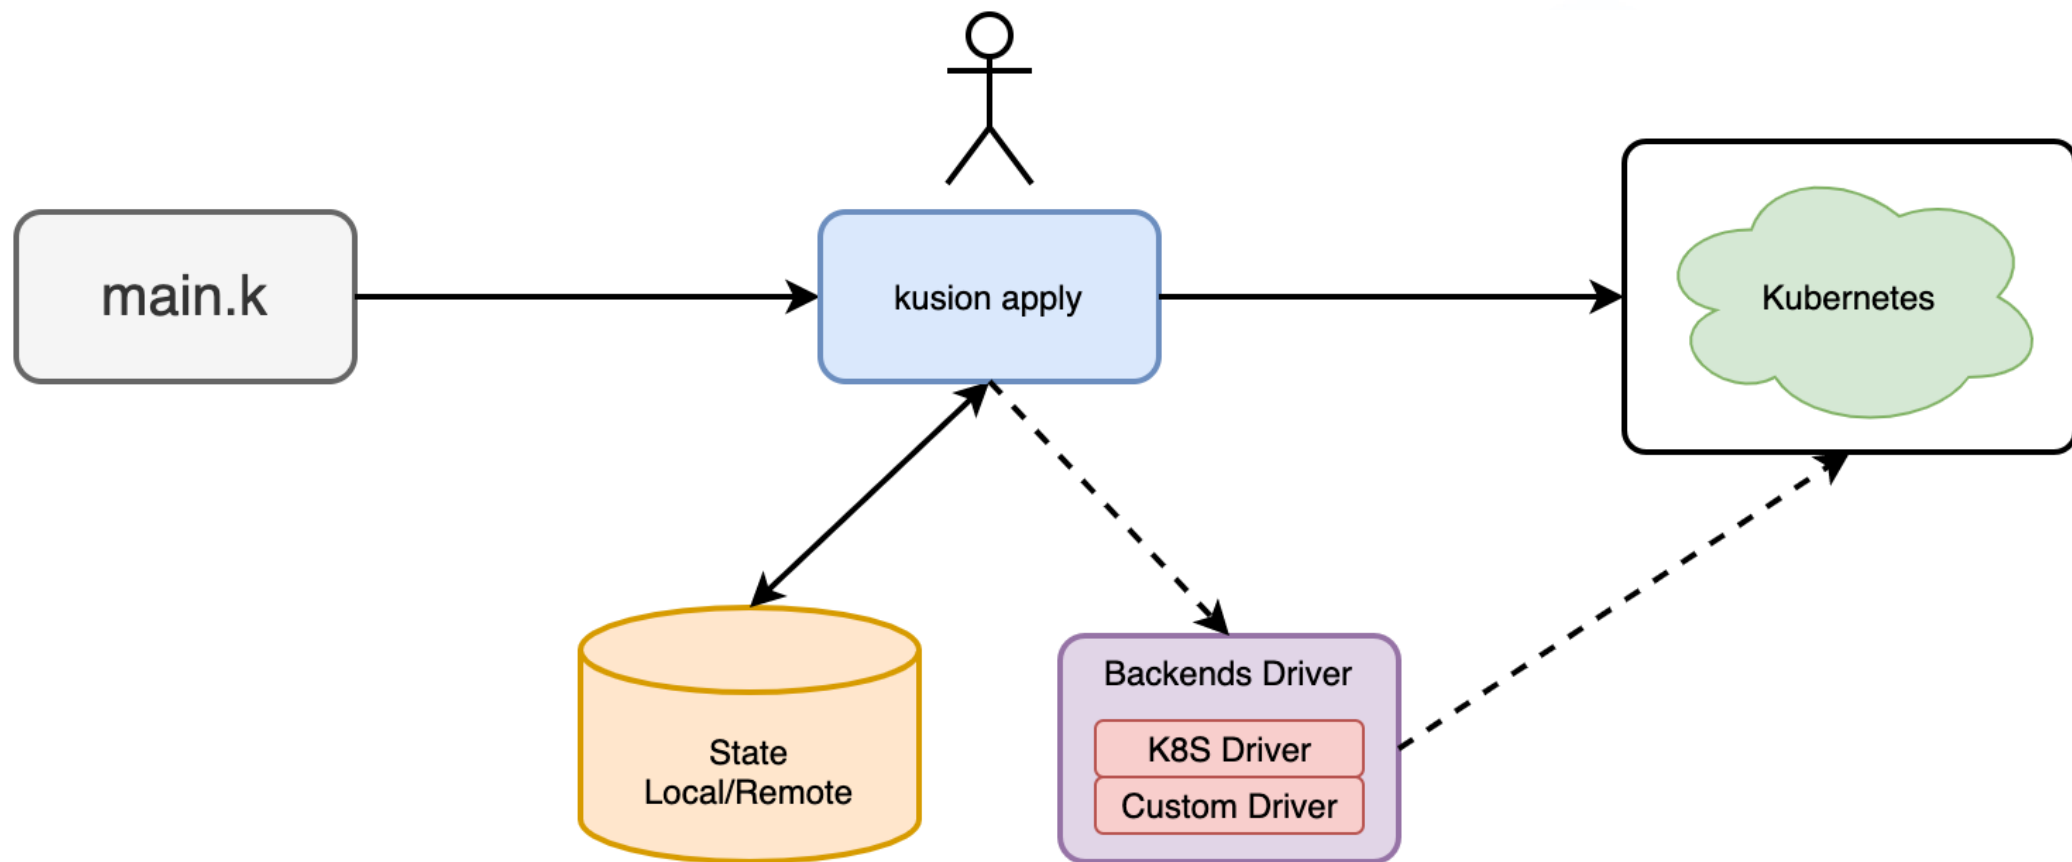 main.k
kusion apply
Kubernetes
State
Local/Remote
Backends Driver
K8S Driver
Custom Driver